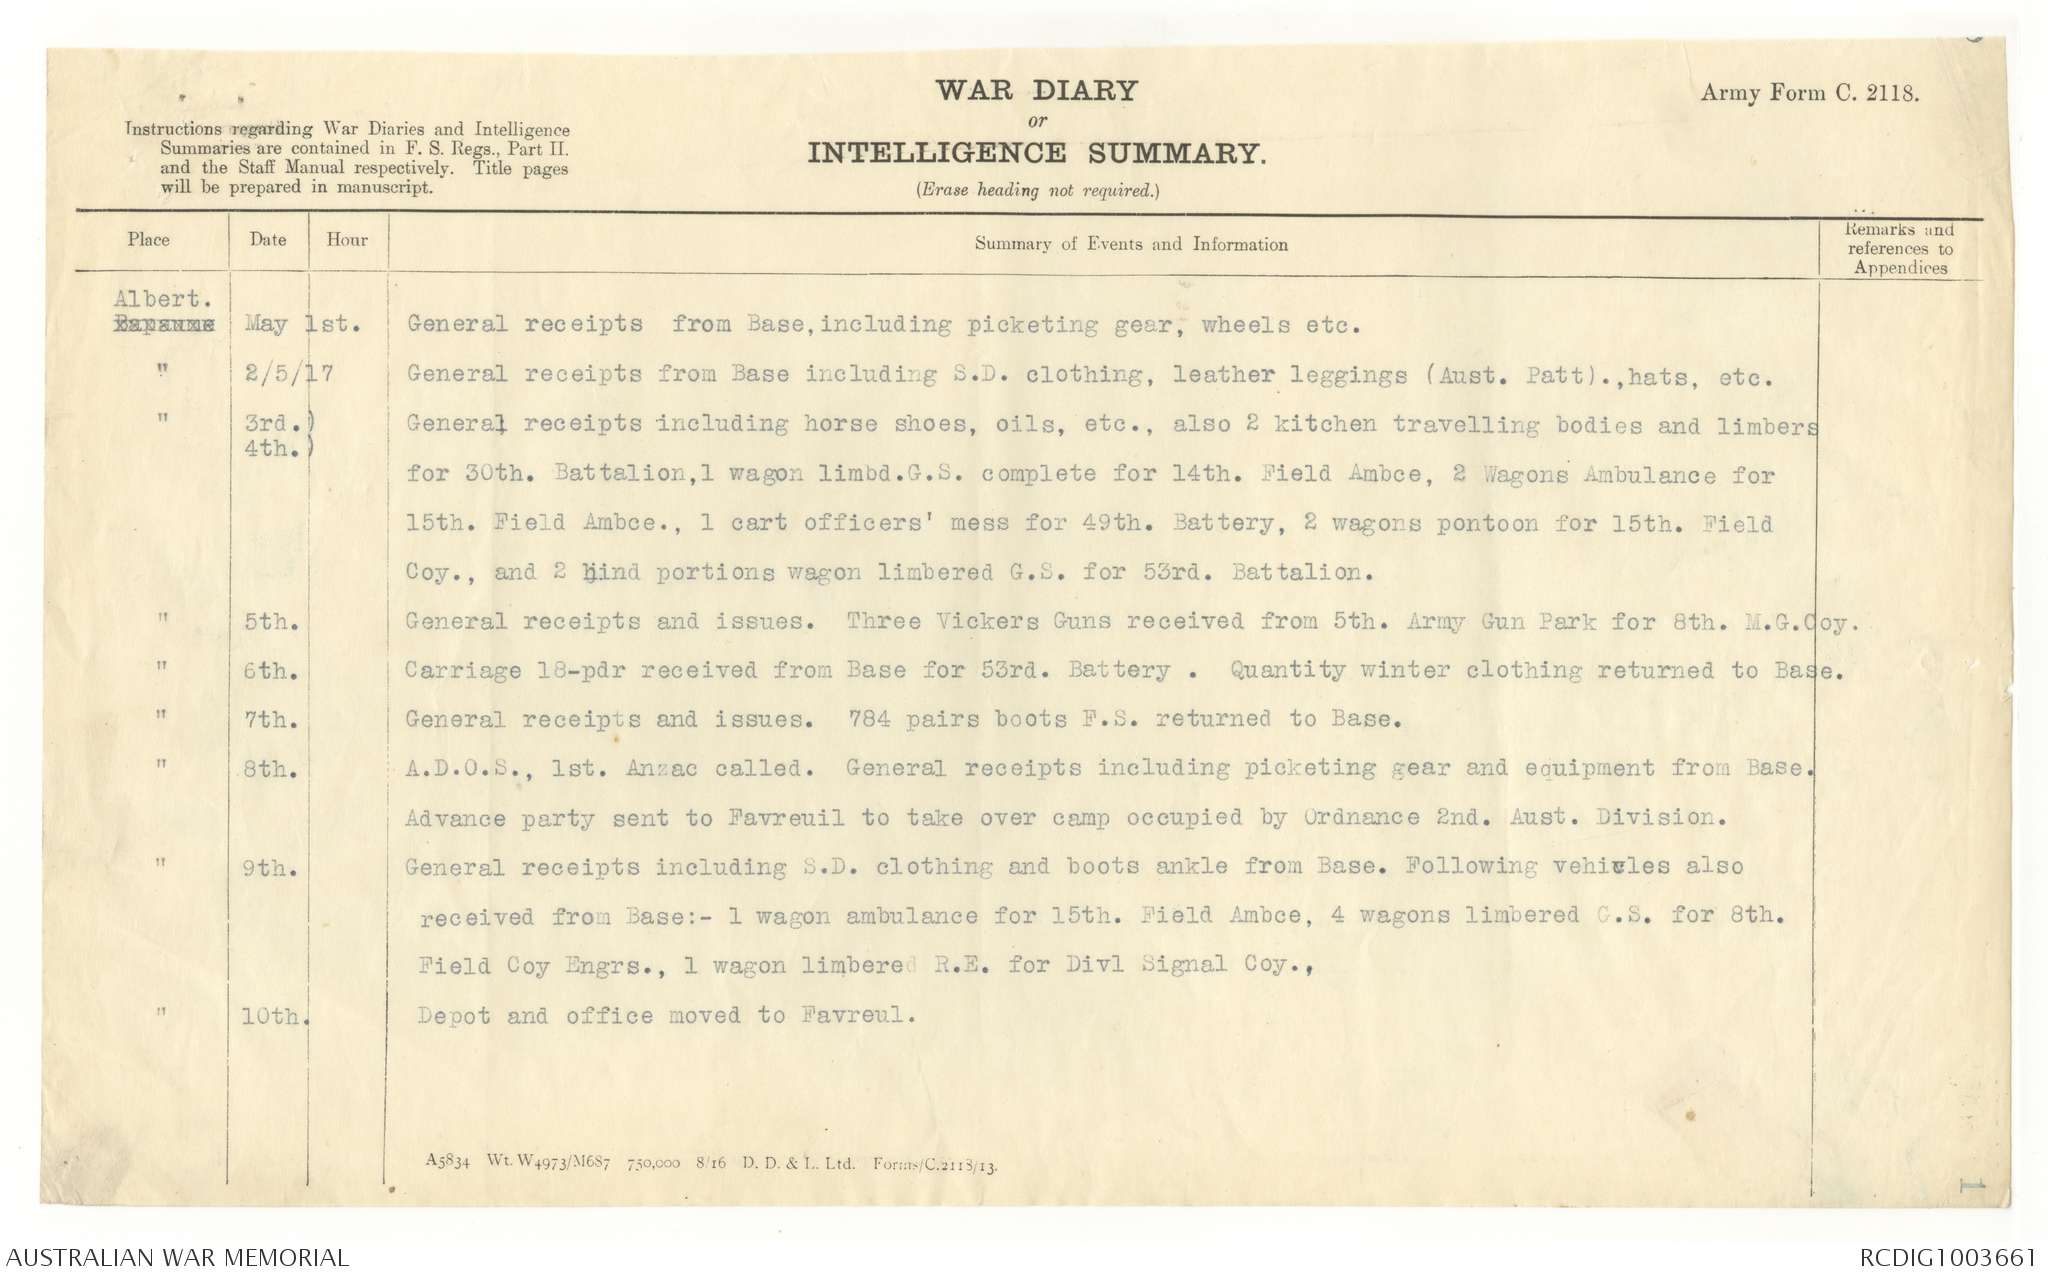 WAR DIARY
or
INTELLIGENCE SUMMARY.
(Erase heading not required.)
Army Form C. 2118.
Instructions regarding War Diaries and Intelligence
Summaries are contained in F. S. Regs., Part II.
and the Staff Manual respectively. Title pages
will be prepared in manuscript.
Place Date Hour Summary of Events and Information Remarks and references to Appendices
Albert.
Bapaume May 1st. General receipts from Base, including picketing gear, wheels etc.
" 2/5/17 General receipts from Base including S.D. clothing, leather leggings (Aust. Patt).,hats, etc.
" 3rd.) General receipts including horse shoes, oils, etc., also 2 kitchen travelling bodies and limbers
4th.)
for 30th. Battalion,1 wagon limbd.G.S. complete for 14th. Field Ambce, 2 Wagons Ambulance for
15th. Field Ambce., 1 cart officers' mess for 49th. Battery, 2 wagons pontoon for 15th. Field
Coy., and 2 hind portions wagon limbered G.S. for 53rd. Battalion.
" 5th. General receipts and issues. Three Vickers Guns received from 5th. Army Gun Park for 8th. M.G.Coy.
" 6th. Carriage 18-pdr received from Base for 53rd. Battery . Quantity winter clothing returned to Base.
" 7th. General receipts and issues. 784 pairs boots F.S. returned to Base.
" 8th. A.D.O.S., 1st. Anzac called. General receipts including picketing gear and equipment from Base.
Advance party sent to Favreuil to take over camp occupied by Ordnance 2nd. Aust. Division.
" 9th. General receipts including S.D. clothing and boots ankle from Base. Following vehicles also
received from Base:- 1 wagon ambulance for 15th. Field Ambce, 4 wagons limbered G.S. for 8th.
Field Coy Engrs., 1 wagon limbered R.E. for Divl Signal Coy.,
" 10th. Depot and office moved to Favreul.
A5834 Wt. W4973/M687 750,000 8/16 D. D. & L. Ltd. Forms/C.2118/13.
1
AUSTRALIAN WAR MEMORIAL
RCDIG1003661